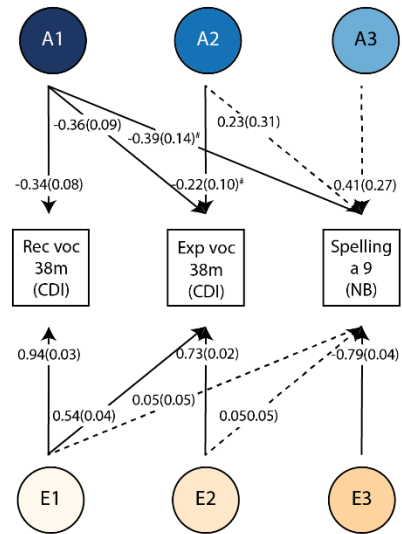 A1 A2 A3
-0.36(0.09) 0.23(0.31)
-0.39(0.14)#
-0.34(0.08) -0.22(0.10)# 0.41(0.27)
Rec voc
38m
(CDI)
Exp voc
38m
(CDI)
Spelling
a 9
(NB)
0.94(0.03) 0.73(0.02) -0.79(0.04)
0.54(0.04) 0.05(0.05) 0.050.05)
E1 E2 E3